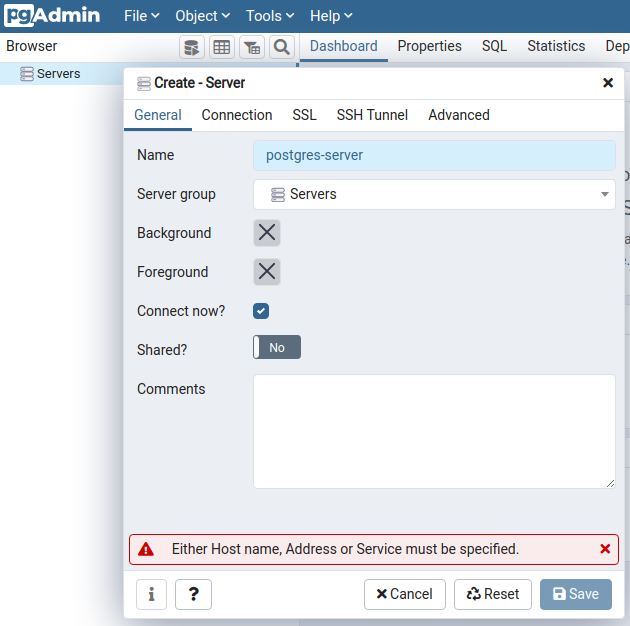 pgAdmin File Object Tools Help
Browser Dashboard Properties SQL Statistics Dep
Servers
Create - Server
General Connection SSL SSH Tunnel Advanced
Name postgres-server
Server group Servers
Background
Foreground
Connect now?
Shared? No
Comments
Either Host name, Address or Service must be specified.
i ? Cancel Reset Save